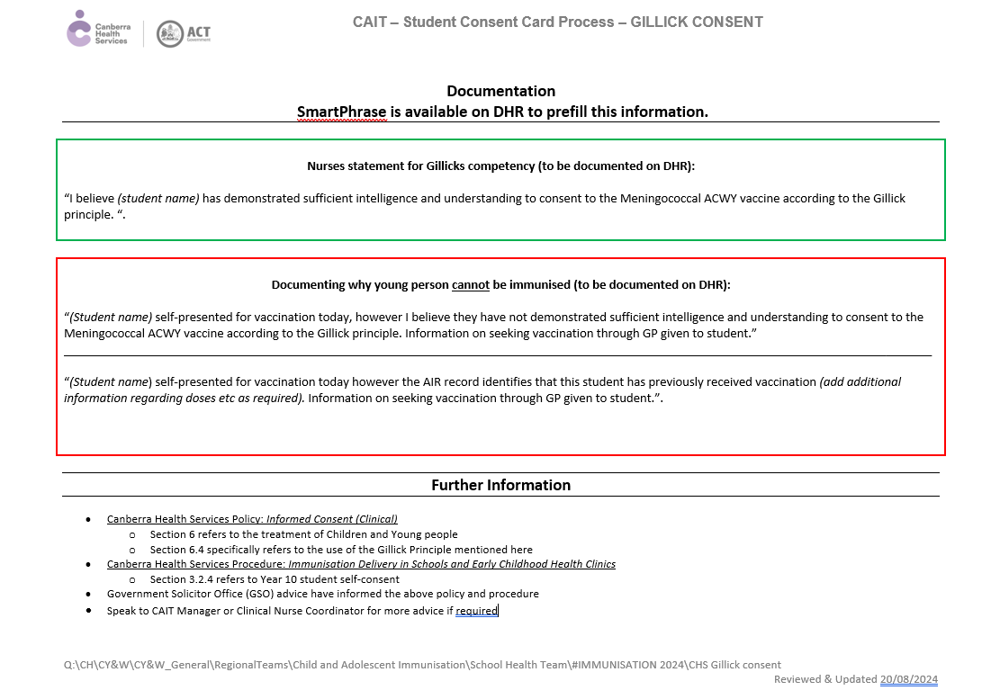 Canberra
Health
Services
ACT
Government
CAIT – Student Consent Card Process – GILLICK CONSENT
Documentation
SmartPhrase is available on DHR to prefill this information.
Nurses statement for Gillicks competency (to be documented on DHR):
“I believe (student name) has demonstrated sufficient intelligence and understanding to consent to the Meningococcal ACWY vaccine according to the Gillick
principle. “.
Documenting why young person cannot be immunised (to be documented on DHR):
“(Student name) self-presented for vaccination today, however I believe they have not demonstrated sufficient intelligence and understanding to consent to the
Meningococcal ACWY vaccine according to the Gillick principle. Information on seeking vaccination through GP given to student.”
“(Student name) self-presented for vaccination today however the AIR record identifies that this student has previously received vaccination (add additional
information regarding doses etc as required). Information on seeking vaccination through GP given to student.”.
Further Information
• Canberra Health Services Policy: Informed Consent (Clinical)
o Section 6 refers to the treatment of Children and Young people
o Section 6.4 specifically refers to the use of the Gillick Principle mentioned here
• Canberra Health Services Procedure: Immunisation Delivery in Schools and Early Childhood Health Clinics
o Section 3.2.4 refers to Year 10 student self-consent
• Government Solicitor Office (GSO) advice have informed the above policy and procedure
• Speak to CAIT Manager or Clinical Nurse Coordinator for more advice if required
Q:\CH\CY&W\CY&W_General\RegionalTeams\Child and Adolescent Immunisation\School Health Team\#IMMUNISATION 2024\CHS Gillick consent
Reviewed & Updated 20/08/2024